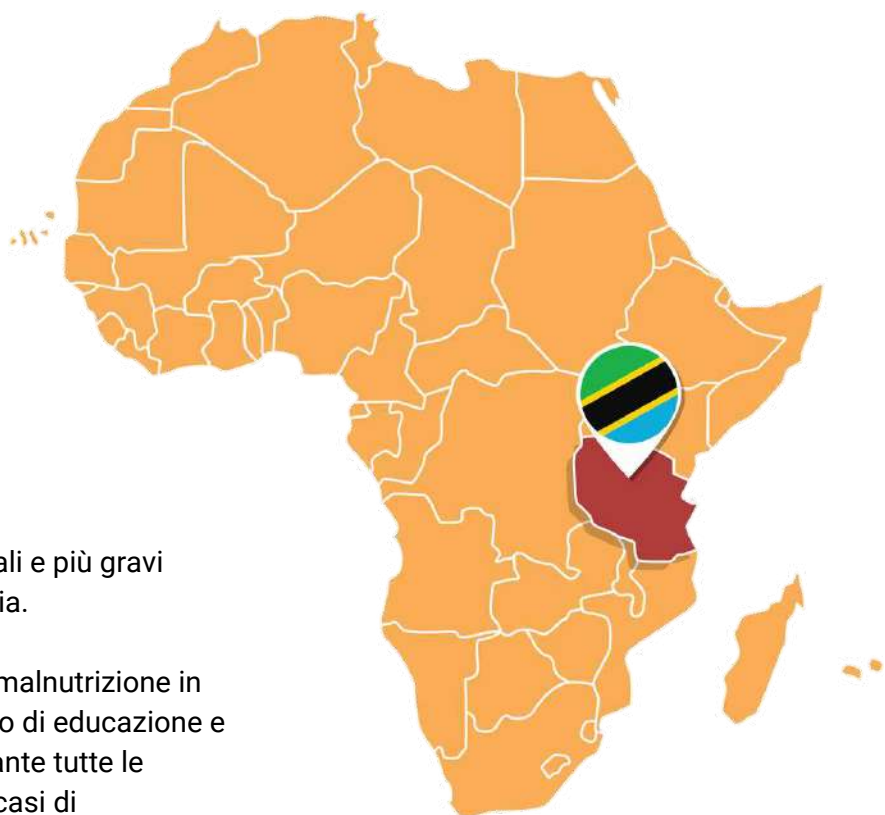 ali e più gravi
ia.
malnutrizione in
o di educazione e
ante tutte le
casi di